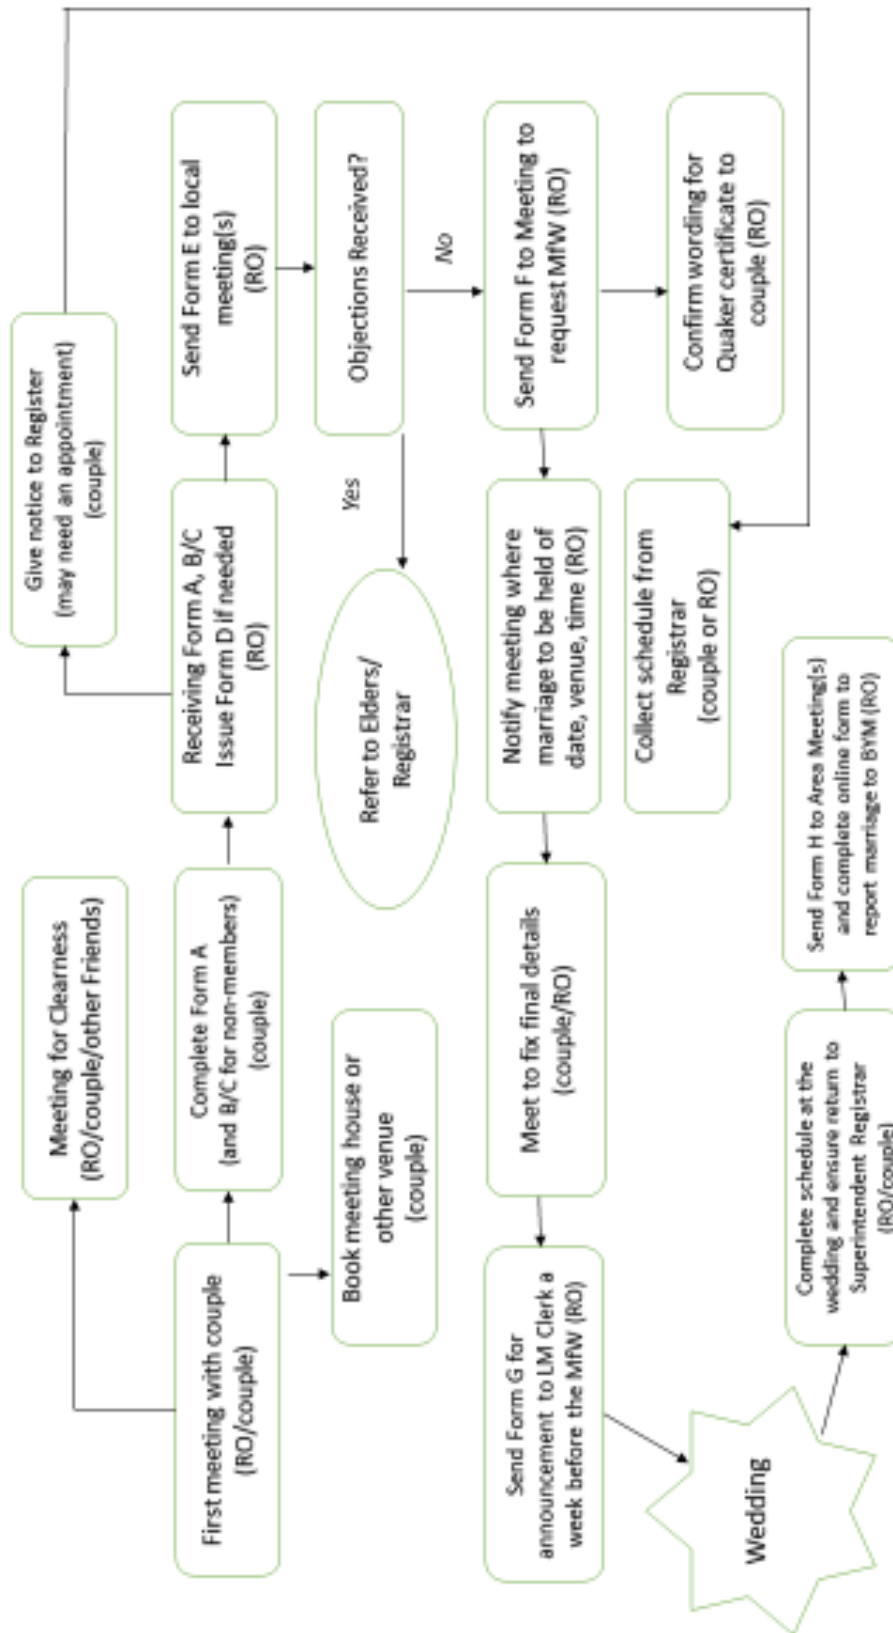 Meeting for Clearness
(RO/couple/other Friends)
Give notice to Register
(may need an appointment)
(couple)
First meeting with couple
(RO/couple)
Complete Form A
(and B/C for non-members)
(couple)
Receiving Form A, B/C
Issue Form D if needed
(RO)
Send Form E to local
meeting(s)
(RO)
Book meeting house or
other venue
(couple)
Refer to Elders/
Registrar
Yes
Objections Received?
No
Send Form G for
announcement to LM Clerk a
week before the MfW (RO)
Meet to fix final details
(couple/RO)
Notify meeting where
marriage to be held of
date, venue, time (RO)
Send Form F to Meeting to
request MfW (RO)
Collect schedule from
Registrar
(couple or RO)
Confirm wording for
Quaker certificate to
couple (RO)
Wedding
Complete schedule at the
wedding and ensure return to
Superintendent Registrar
(RO/couple)
Send Form H to Area Meeting(s)
and complete online form to
report marriage to BYM (RO)